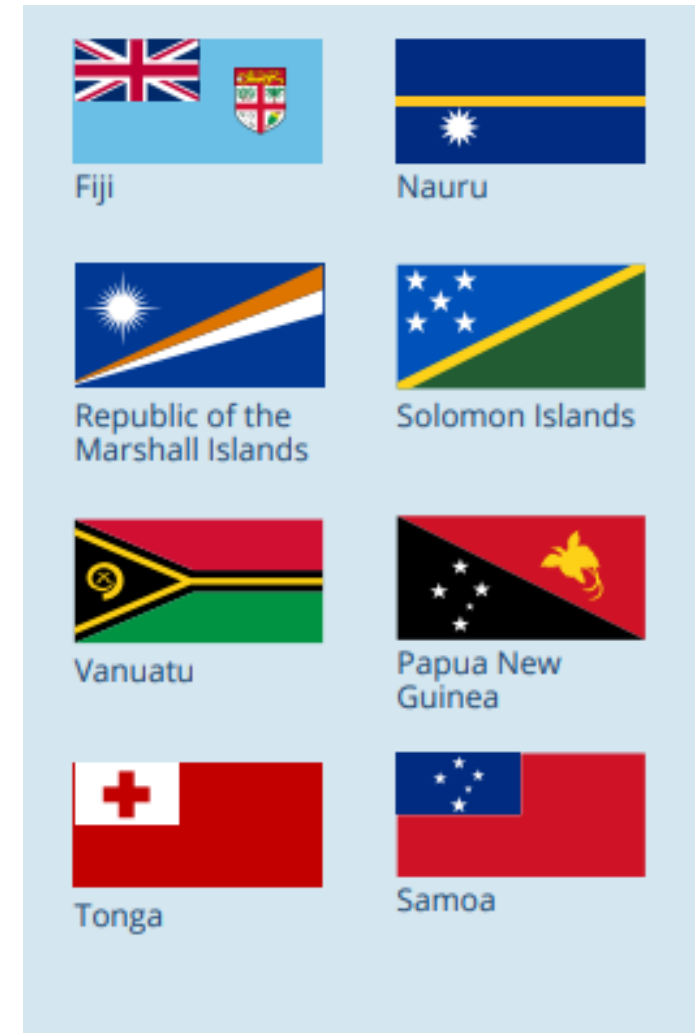 Fiji
Nauru
Republic of the
Marshall Islands
Solomon Islands
Vanuatu
Papua New
Guinea
Tonga
Samoa